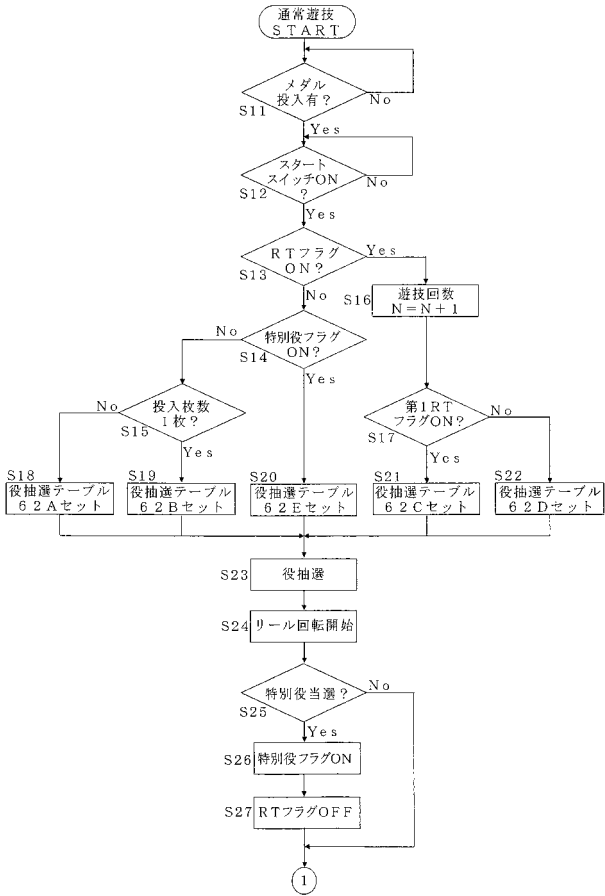 通常遊技
ＳＴＡＲＴ
メダル
投入有？
S11
No
Yes
スタート
スイッチON
？
S12
No
Yes
ＲＴフラグ
ON？
S13
Yes
No
S16
遊技回数
Ｎ＝Ｎ＋１
特別役フラグ
ON？
S14
No
Yes
投入枚数
１枚？
S15
No
Yes
第１ＲＴ
フラグON？
S17
No
Yes
S18
役抽選テーブル
６２Ａセット
S19
役抽選テーブル
６２Ｂセット
S20
役抽選テーブル
６２Ｅセット
S21
役抽選テーブル
６２Ｃセット
S22
役抽選テーブル
６２Ｄセット
S23
役抽選
S24
リール回転開始
特別役当選？
S25
No
Yes
S26
特別役フラグON
S27
ＲＴフラグOFF
1